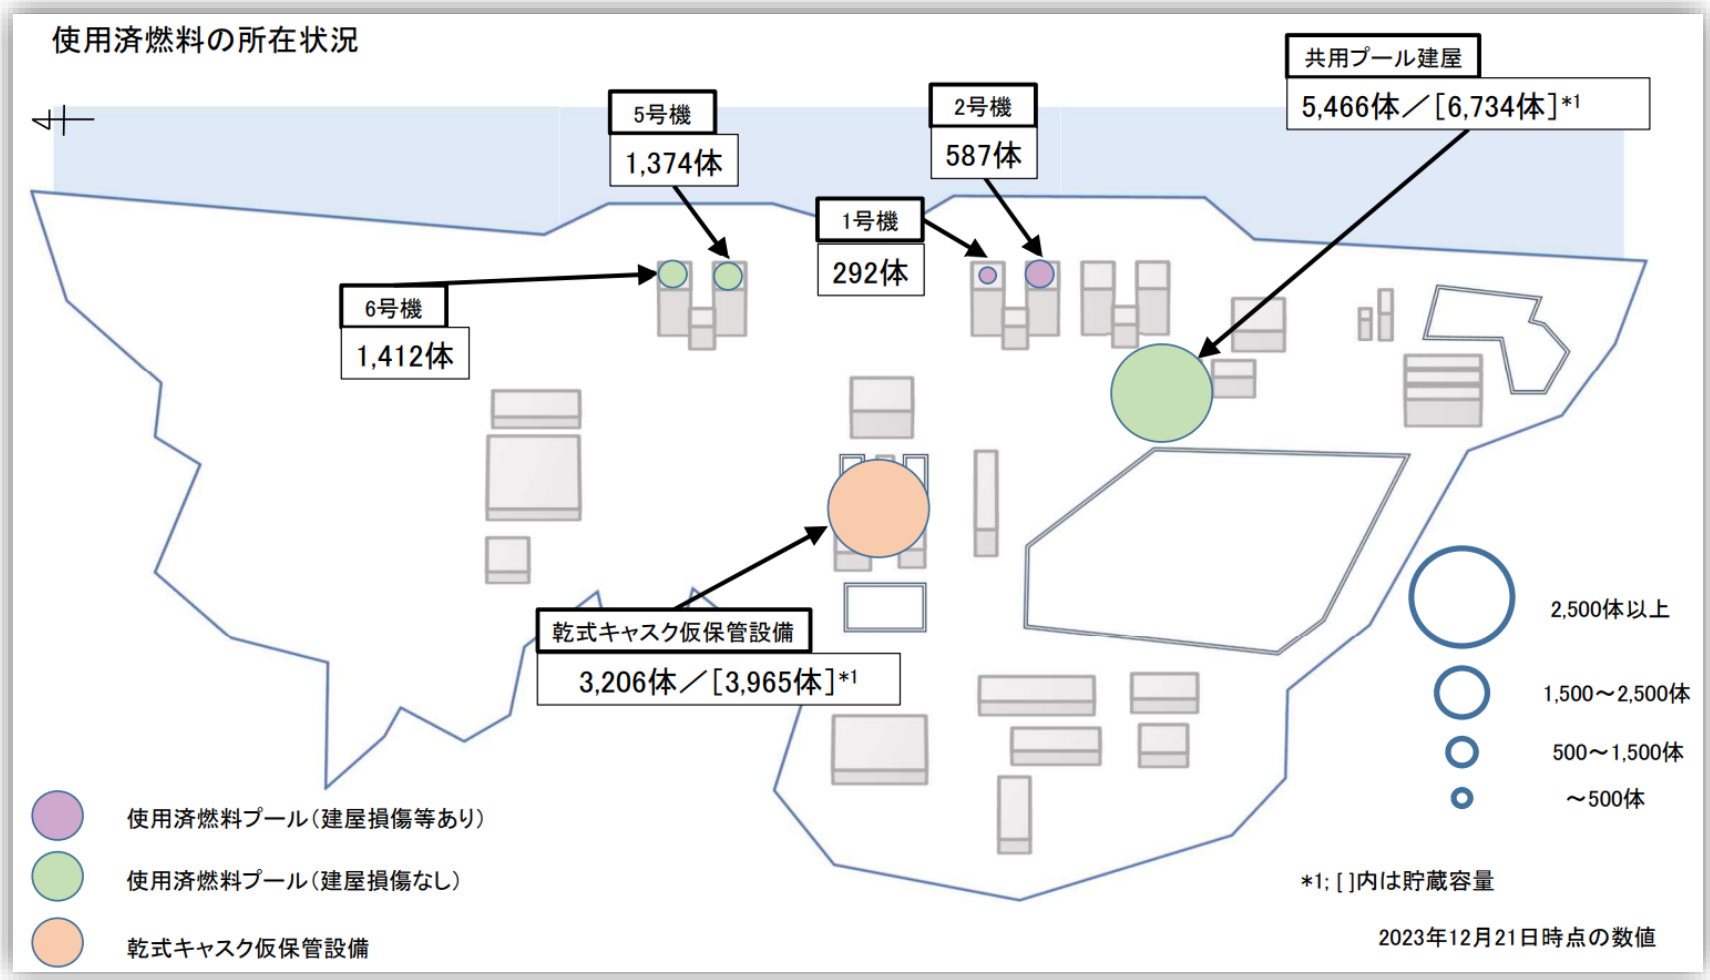 使用済燃料の所在状況
共用プール建屋
5,466体／[6,734体]*1
5号機
1,374体
2号機
587体
1号機
292体
6号機
1,412体
乾式キャスク仮保管設備
3,206体／[3,965体]*1
2,500体以上
1,500～2,500体
500～1,500体
～500体
使用済燃料プール（建屋損傷等あり）
使用済燃料プール（建屋損傷なし）
乾式キャスク仮保管設備
*1; [ ]内は貯蔵容量
2023年12月21日時点の数値